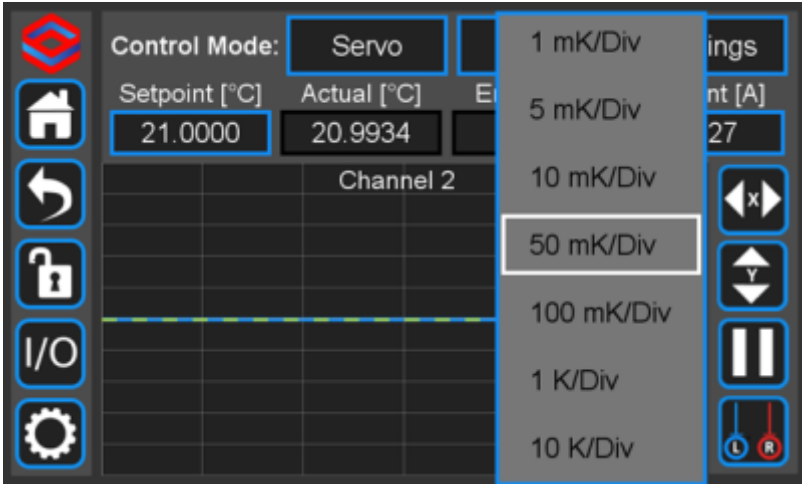 Control Mode: Servo ings
Setpoint [°C] Actual [°C] E nt [A]
21.0000 20.9934 27
Channel 2
1 mK/Div
5 mK/Div
10 mK/Div
50 mK/Div
100 mK/Div
1 K/Div
10 K/Div
I/O
X
Y
L R